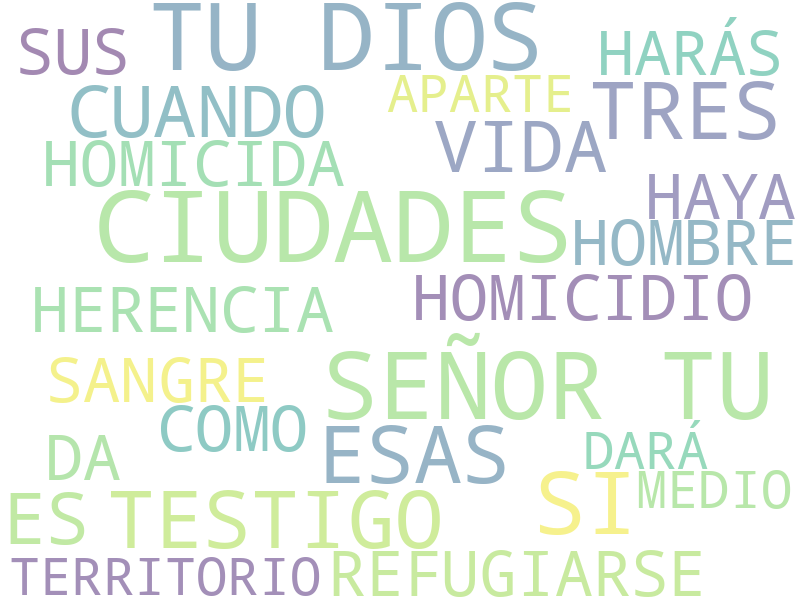 TU DIOS
SUS
HARÁS
APARTE
TRES
CUANDO
VIDA
HOMICIDA
HAYA
CIUDADES
HOMBRE
HOMICIDIO
HERENCIA
SEÑOR TU
SANGRE
COMO
ESAS
DARÁ
DA
SI
MEDIO
ES
TESTIGO
TERRITORIO
REFUGIARSE